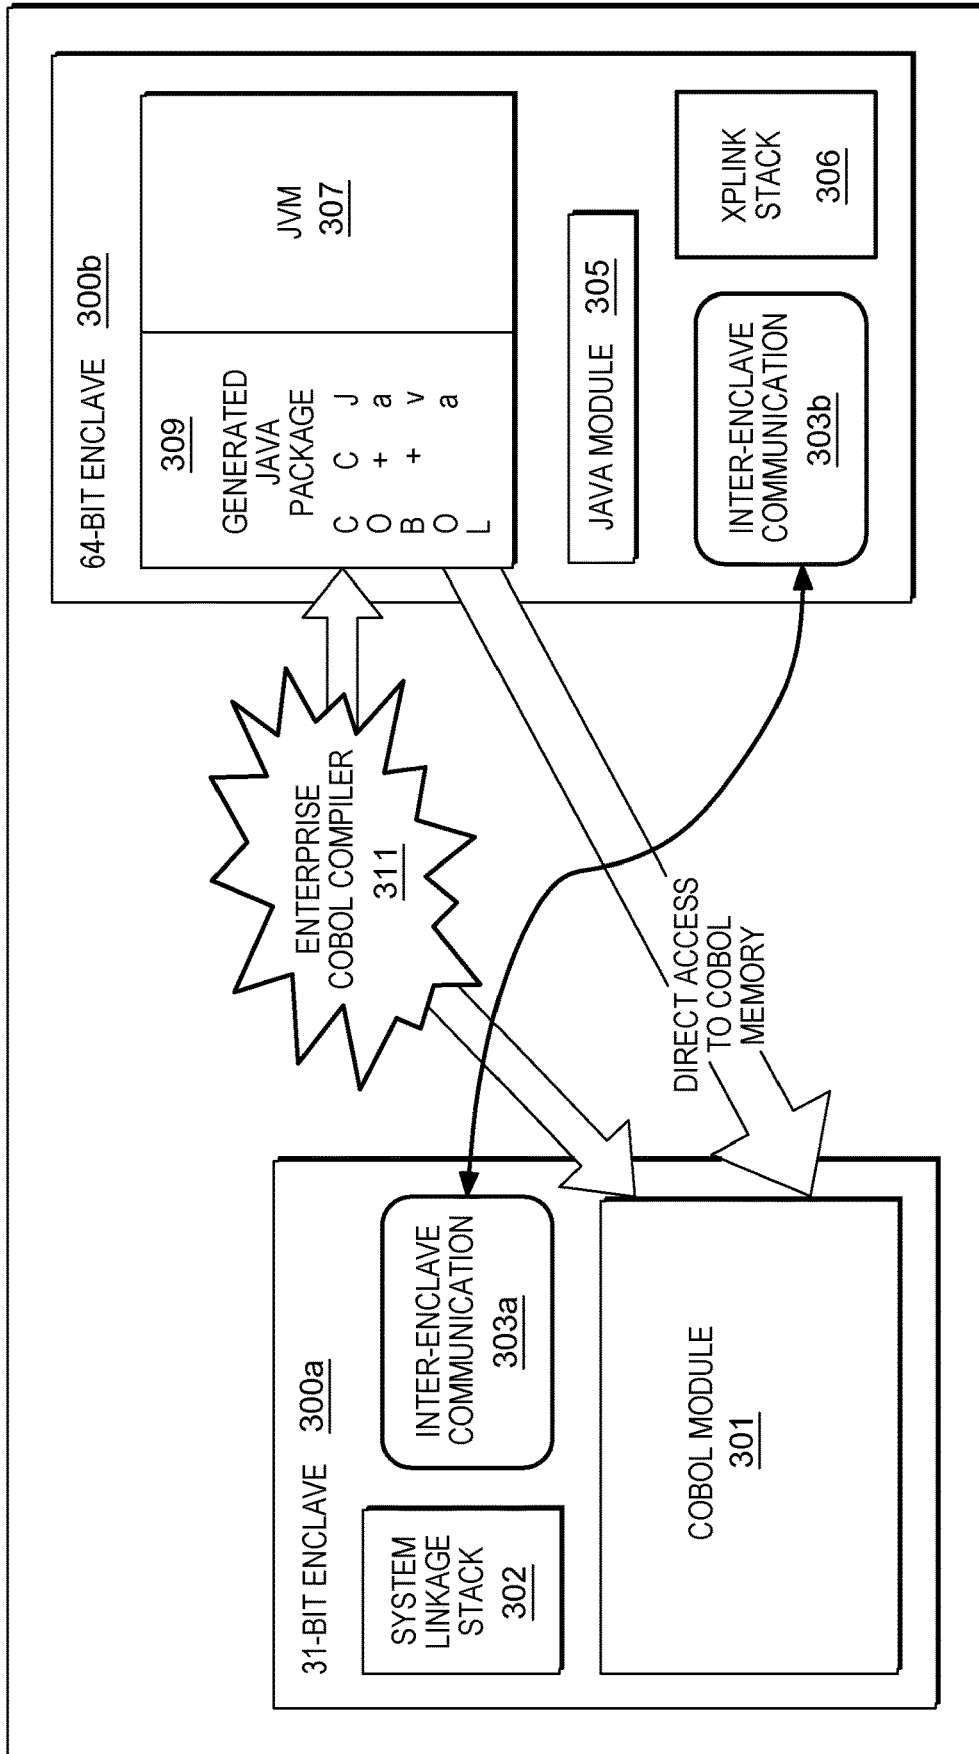 31-BIT ENCLAVE 300a
SYSTEM
LINKAGE
STACK
302
INTER-ENCLAVE
COMMUNICATION
303a
COBOL MODULE
301
ENTERPRISE
COBOL COMPILER
311
DIRECT ACCESS
TO COBOL
MEMORY
64-BIT ENCLAVE 300b
309
GENERATED
JAVA
PACKAGE
COBOL
C++
Java
JVM
307
JAVA MODULE 305
INTER-ENCLAVE
COMMUNICATION
303b
XPLINK
STACK
306